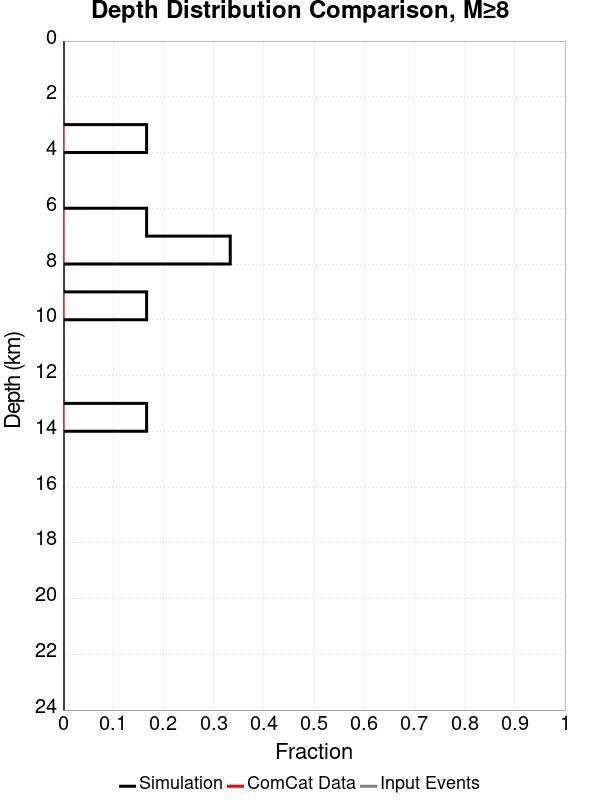 Depth Distribution Comparison, M≥8
0
2
4
6
8
10
12
14
16
18
20
22
24
Depth (km)
0 0.1 0.2 0.3 0.4 0.5 0.6 0.7 0.8 0.9 1
Fraction
Simulation ComCat Data Input Events